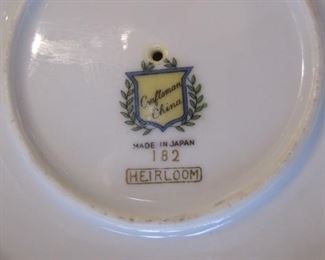 Craftsman
China
MADE IN JAPAN
182
HEIRLOOM